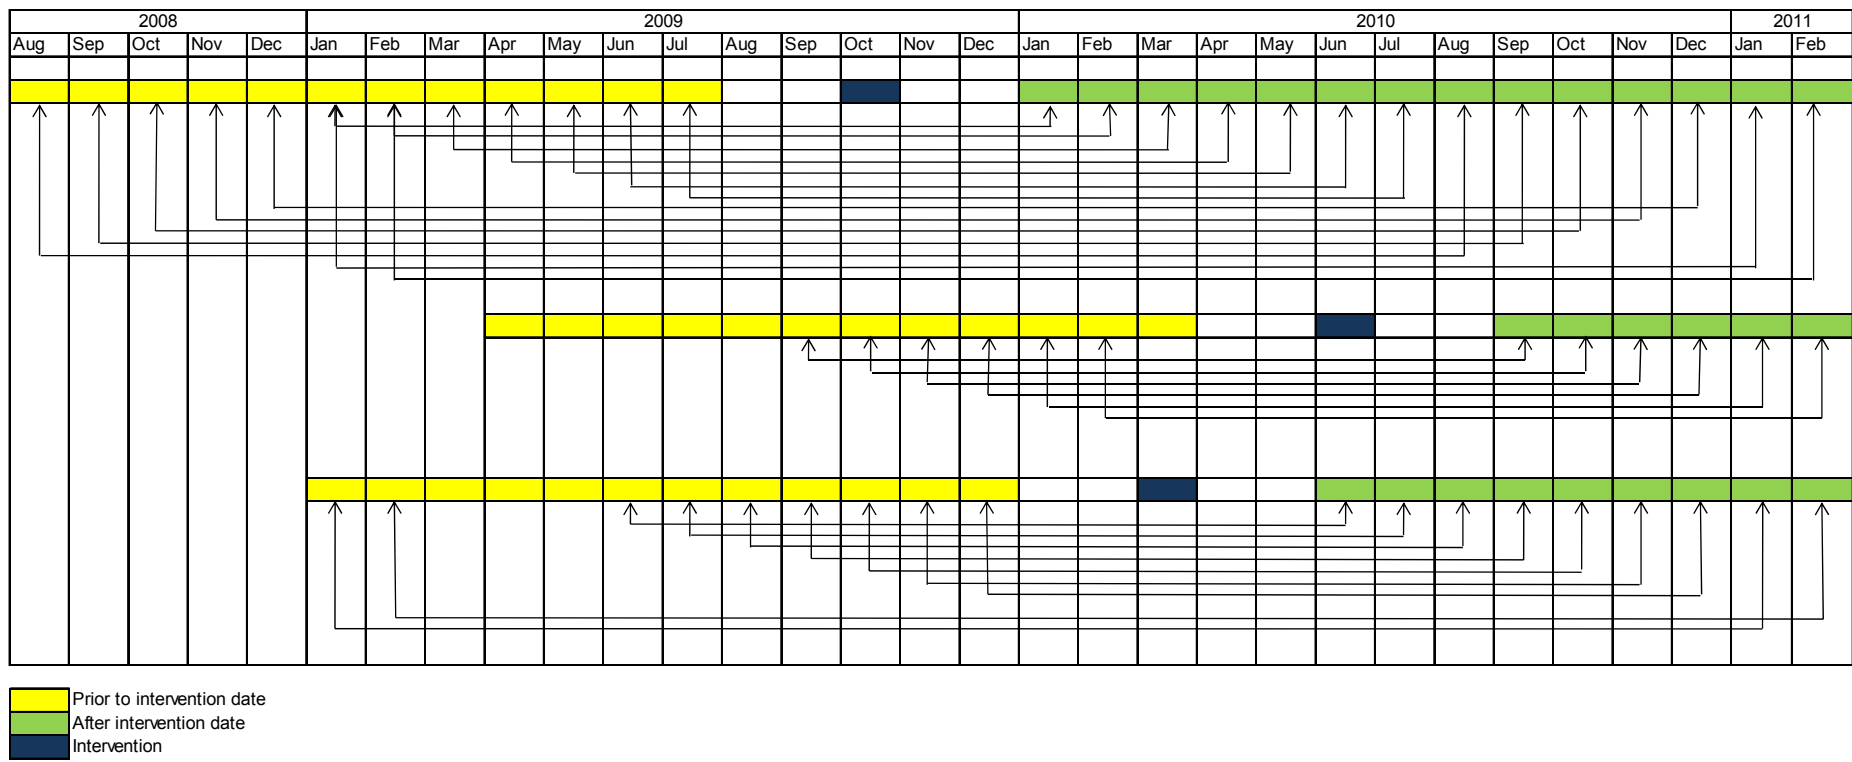 2008 2009 2010 2011
Aug Sep Oct Nov Dec Jan Feb Mar Apr May Jun Jul Aug Sep Oct Nov Dec Jan Feb Mar Apr May Jun Jul Aug Sep Oct Nov Dec Jan Feb
Prior to intervention date
After intervention date
Intervention